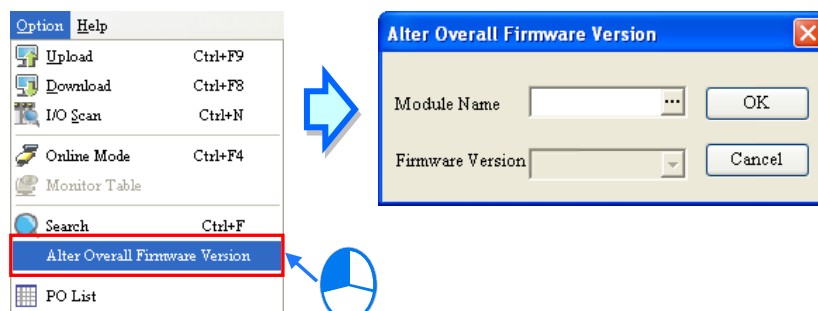 Option Help
Upload Ctrl+F9
Download Ctrl+F8
I/O Scan Ctrl+N
Online Mode Ctrl+F4
Monitor Table
Search Ctrl+F
Alter Overall Firmware Version
PO List
Alter Overall Firmware Version
Module Name ... OK
Firmware Version Cancel